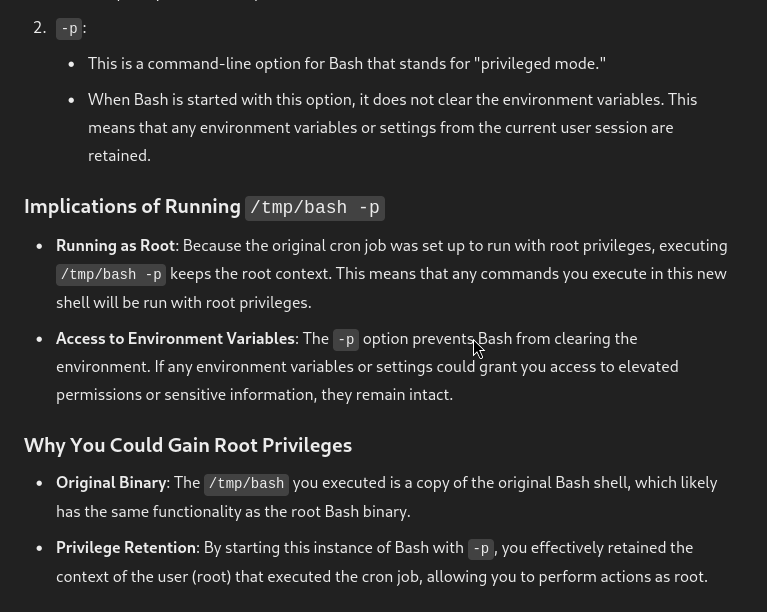 2. -p:
• This is a command-line option for Bash that stands for "privileged mode."
• When Bash is started with this option, it does not clear the environment variables. This
means that any environment variables or settings from the current user session are
retained.
Implications of Running /tmp/bash -p
• Running as Root: Because the original cron job was set up to run with root privileges, executing
/tmp/bash -p keeps the root context. This means that any commands you execute in this new
shell will be run with root privileges.
• Access to Environment Variables: The -p option prevents Bash from clearing the
environment. If any environment variables or settings could grant you access to elevated
permissions or sensitive information, they remain intact.
Why You Could Gain Root Privileges
• Original Binary: The /tmp/bash you executed is a copy of the original Bash shell, which likely
has the same functionality as the root Bash binary.
• Privilege Retention: By starting this instance of Bash with -p, you effectively retained the
context of the user (root) that executed the cron job, allowing you to perform actions as root.